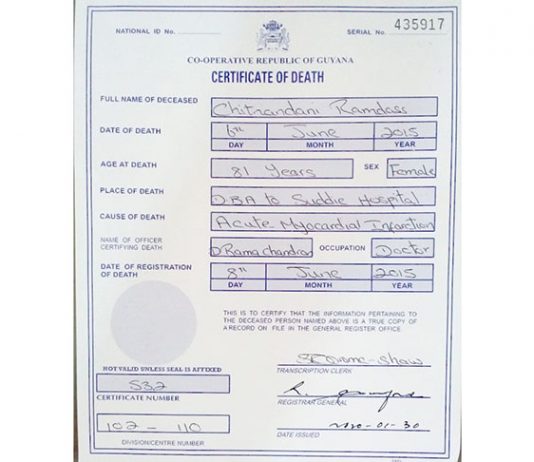 NATIONAL ID No. SERIAL No. 435917
CO-OPERATIVE REPUBLIC OF GUYANA
CERTIFICATE OF DEATH
FULL NAME OF DECEASED Chitnandani Ramdass
DATE OF DEATH 6th June 2015
DAY MONTH YEAR
AGE AT DEATH 81 Years SEX Female
PLACE OF DEATH DBA to Suddie Hospital
CAUSE OF DEATH Acute Myocardial Infarction
NAME OF OFFICER
CERTIFYING DEATH D Rama chandran OCCUPATION Doctor
DATE OF REGISTRATION
OF DEATH 8th June 2015
DAY MONTH YEAR
THIS IS TO CERTIFY THAT THE INFORMATION PERTAINING TO
THE DECEASED PERSON NAMED ABOVE IS A TRUE COPY OF
A RECORD ON FILE IN THE GENERAL REGISTER OFFICE.
NOT VALID UNLESS SEAL IS AFFIXED
TRANSCRIPTION CLERK
532
CERTIFICATE NUMBER
REGISTRAR GENERAL
102 - 110
DIVISION/CENTRE NUMBER
-01-30
DATE ISSUED